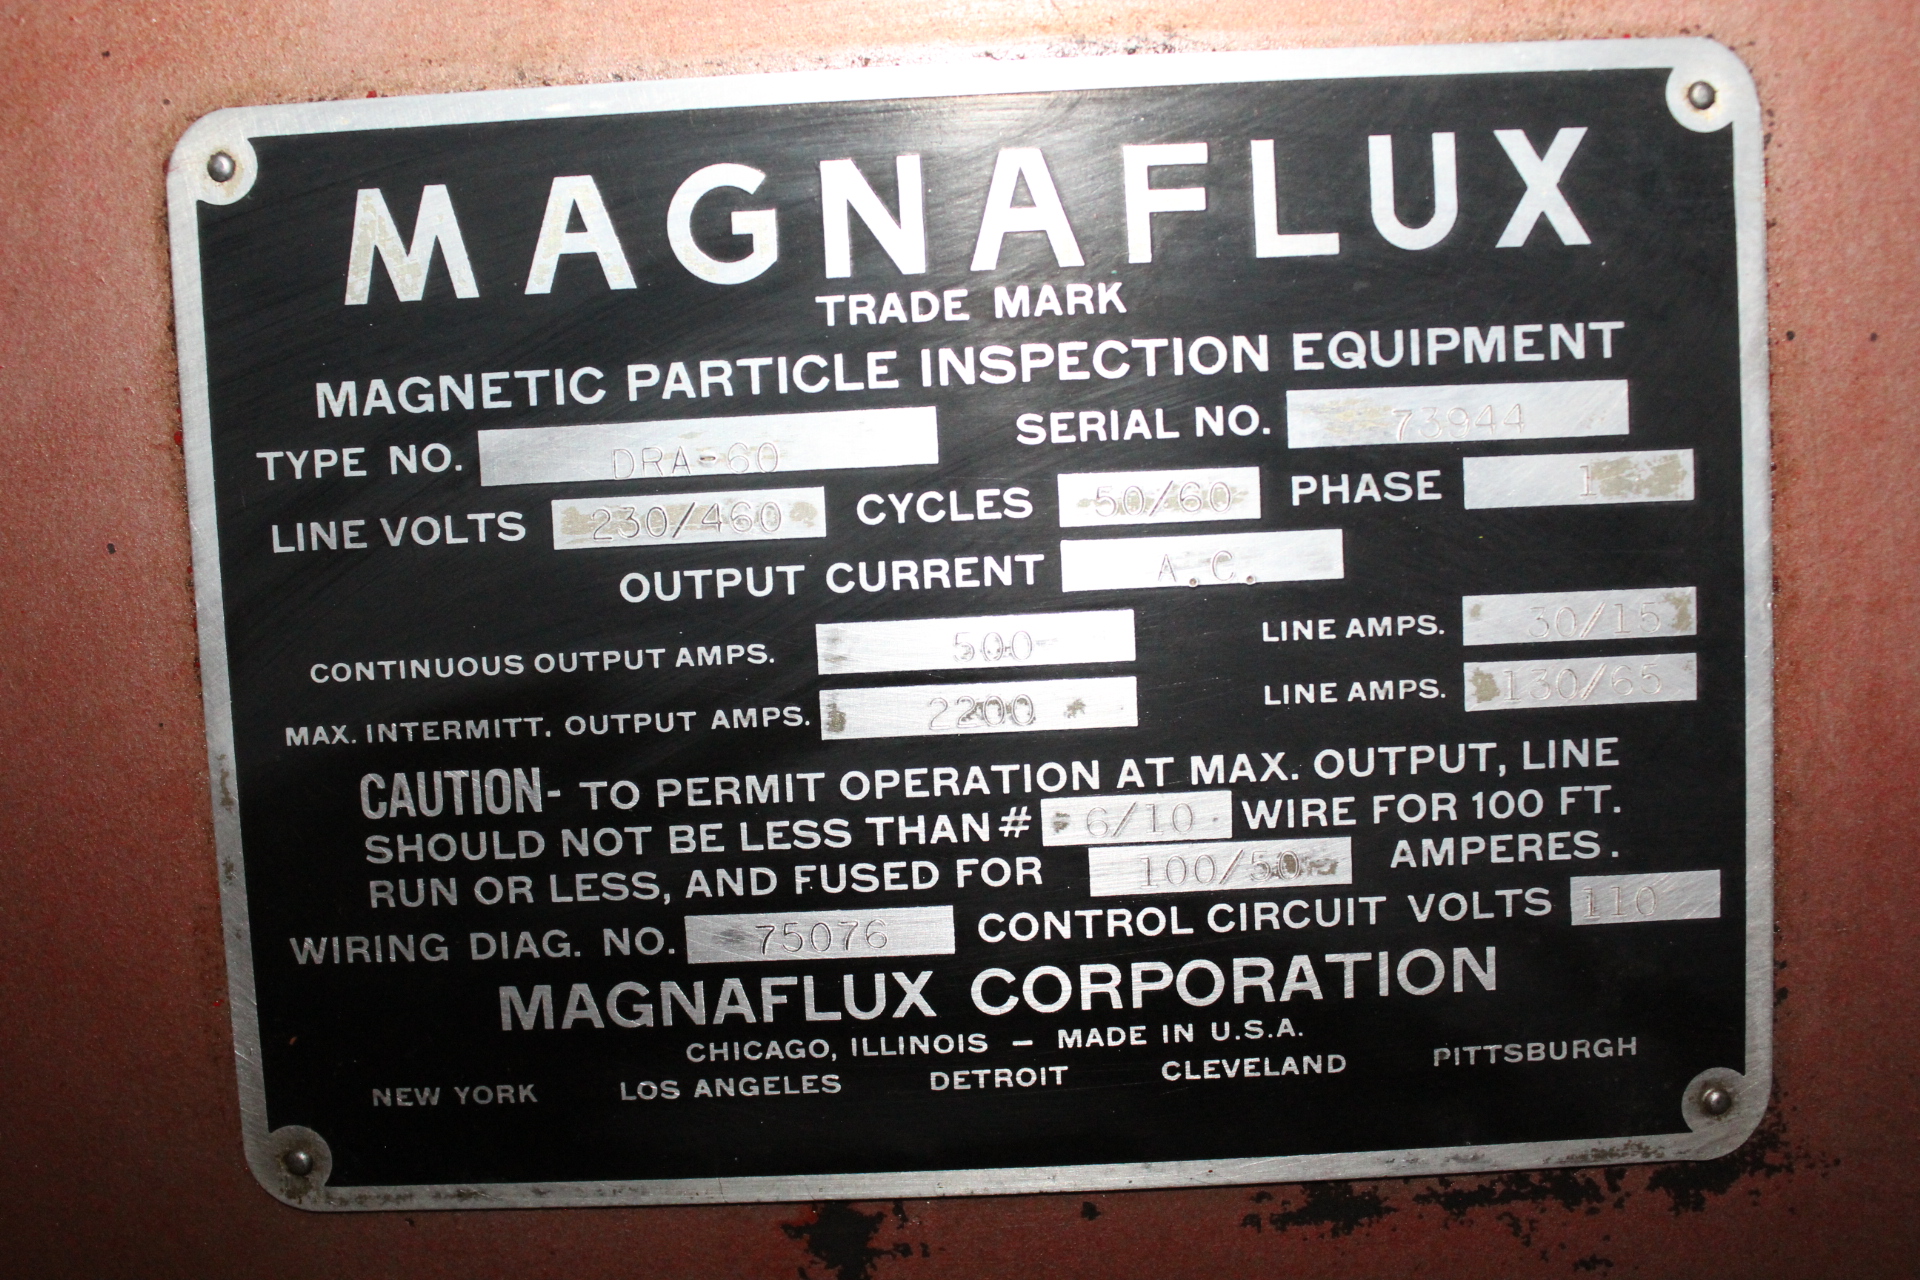 MAGNAFLUX
TRADE MARK
MAGNETIC PARTICLE INSPECTION EQUIPMENT
TYPE NO. DRA-60 SERIAL NO. 73944
LINE VOLTS 230/460 CYCLES 50/60 PHASE 1
OUTPUT CURRENT A.C.
CONTINUOUS OUTPUT AMPS. 500 LINE AMPS. 30/15
MAX. INTERMITT. OUTPUT AMPS. 2200 LINE AMPS. 130/65
CAUTION- TO PERMIT OPERATION AT MAX. OUTPUT, LINE
SHOULD NOT BE LESS THAN # 6/10 WIRE FOR 100 FT.
RUN OR LESS, AND FUSED FOR 100/50 AMPERES.
WIRING DIAG. NO. 75076 CONTROL CIRCUIT VOLTS 110
MAGNAFLUX CORPORATION
CHICAGO, ILLINOIS — MADE IN U.S.A.
NEW YORK LOS ANGELES DETROIT CLEVELAND PITTSBURGH